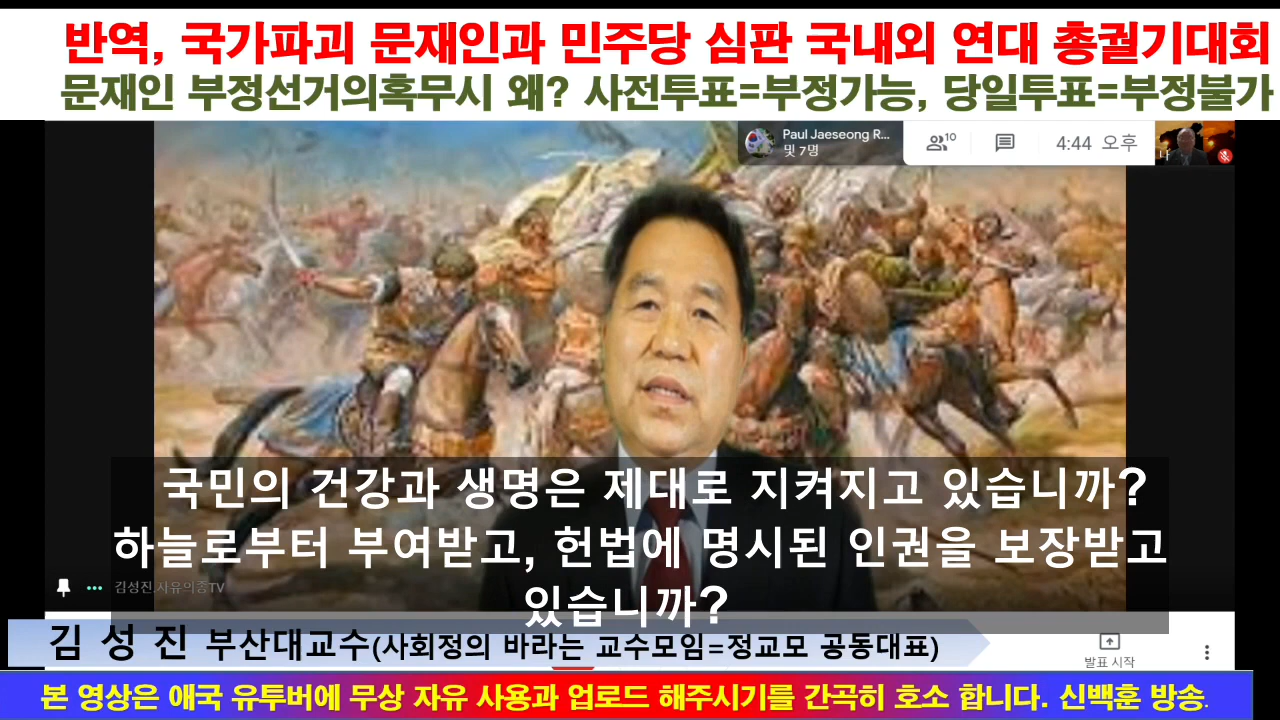 반역, 국가파괴 문재인과 민주당 심판 국내외 연대 총궐기대회
문재인 부정선거의혹무시 왜? 사전투표=부정가능, 당일투표=부정불가
Paul Jaeseong R...
및 7명
10
4:44 오후
나
국민의 건강과 생명은 제대로 지켜지고 있습니까?
하늘로부터 부여받고, 헌법에 명시된 인권을 보장받고
있습니까?
김성진.자유의종TV
김 성 진 부산대교수(사회정의 바라는 교수모임=정교모 공동대표)
발표 시작
본 영상은 애국 유투버에 무상 자유 사용과 업로드 해주시기를 간곡히 호소 합니다. 신백훈 방송.